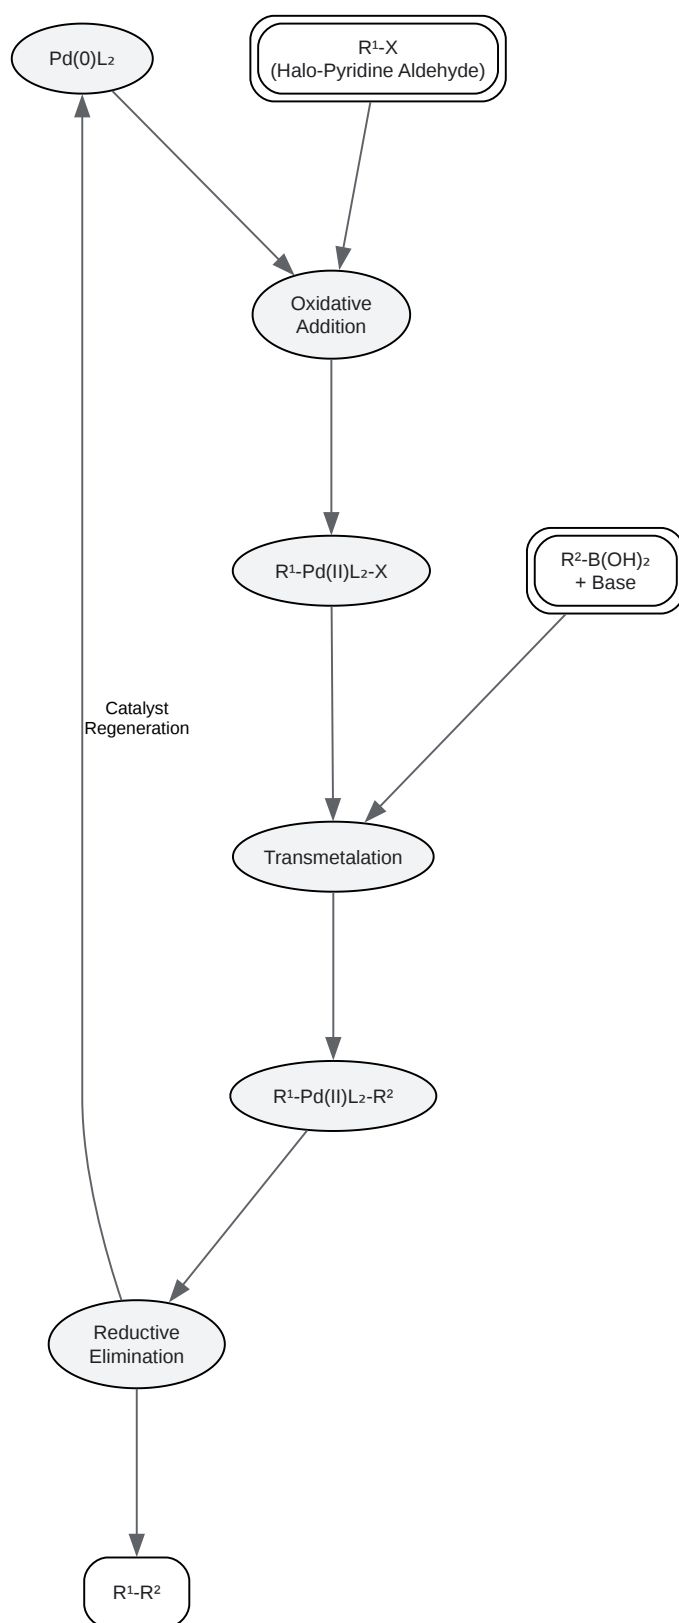 Pd(0)L₂
R¹-X
(Halo-Pyridine Aldehyde)
Oxidative
Addition
R¹-Pd(II)L₂-X
R²-B(OH)₂
+ Base
Catalyst
Regeneration
Transmetalation
R¹-Pd(II)L₂-R²
Reductive
Elimination
R¹-R²